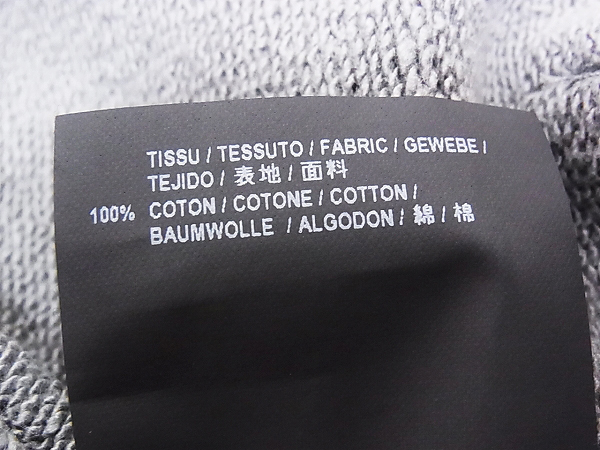 TISSU / TESSUTO / FABRIC / GEWEBE /
TEJIDO / 表地 / 面料
100% COTON / COTONE / COTTON /
BAUMWOLLE / ALGODON / 綿 / 棉